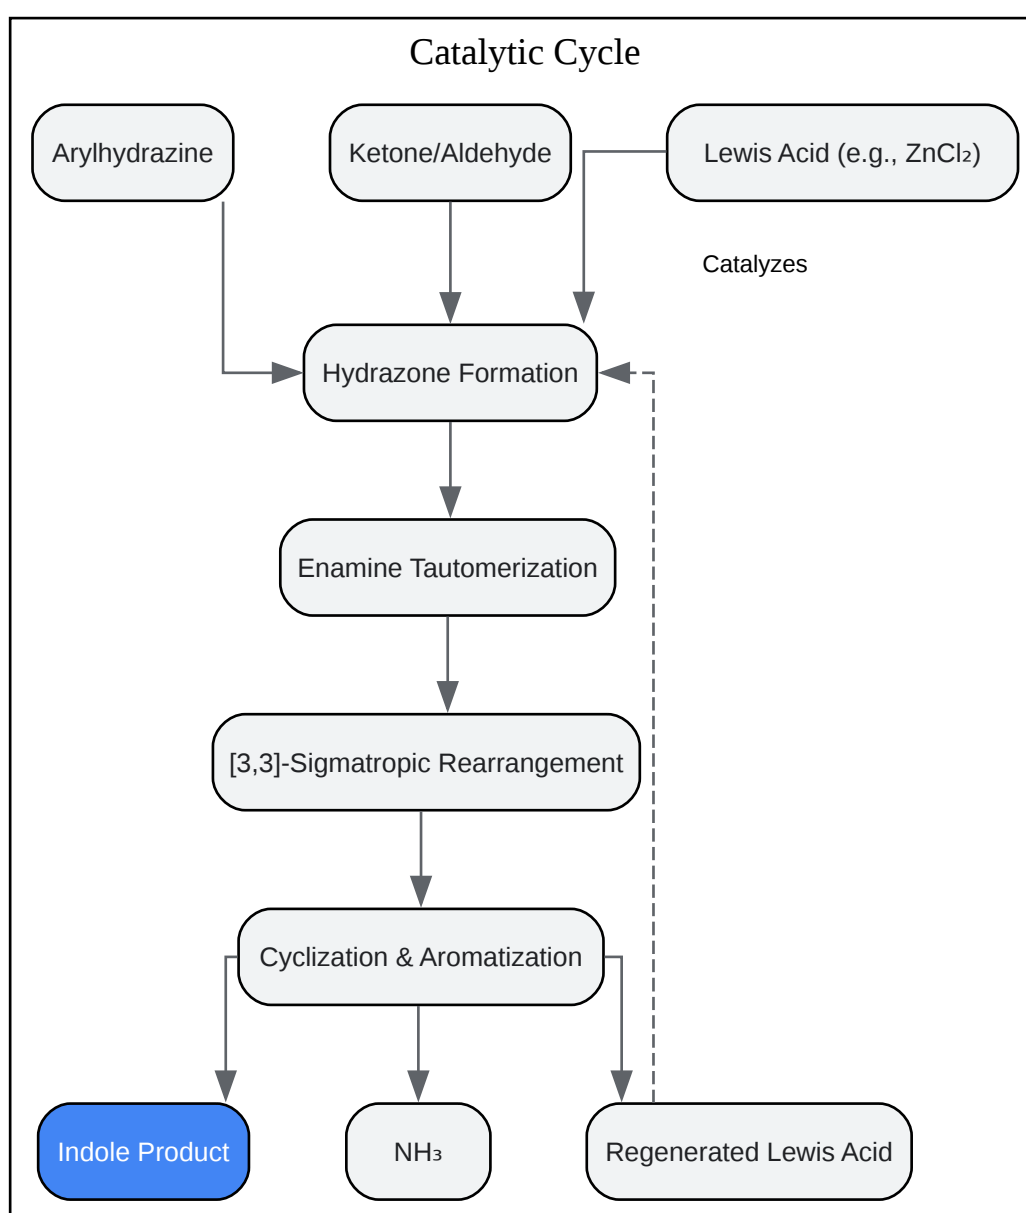 Catalytic Cycle
Arylhydrazine
Ketone/Aldehyde
Lewis Acid (e.g., ZnCl₂)
Catalyzes
Hydrazone Formation
Enamine Tautomerization
[3,3]-Sigmatropic Rearrangement
Cyclization & Aromatization
Indole Product
NH₃
Regenerated Lewis Acid